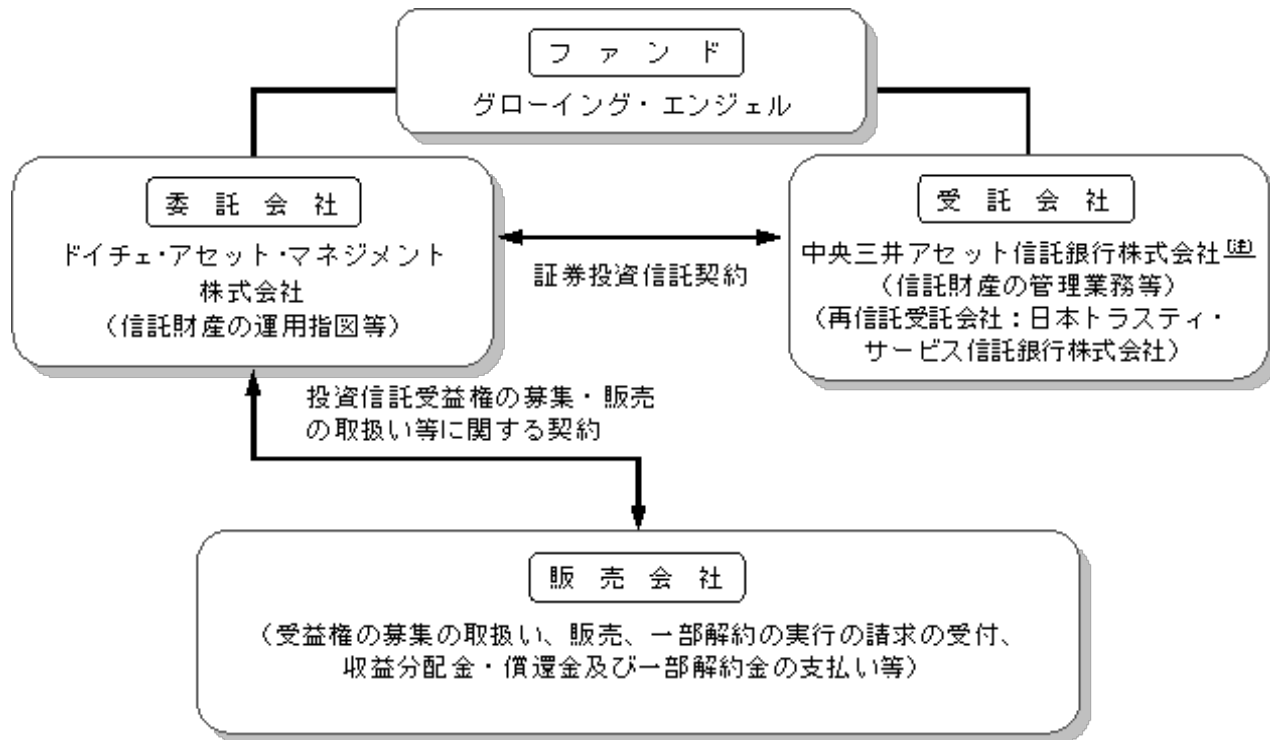 ファンド
グローイング・エンジェル
委託会社
ドイチェ・アセット・マネジメント
株式会社
（信託財産の運用指図等）
証券投資信託契約
受託会社
中央三井アセット信託銀行株式会社(注)
（信託財産の管理業務等）
（再信託受託会社：日本トラスティ・
サービス信託銀行株式会社）
投資信託受益権の募集・販売
の取扱い等に関する契約
販売会社
（受益権の募集の取扱い、販売、一部解約の実行の請求の受付、
収益分配金・償還金及び一部解約金の支払い等）